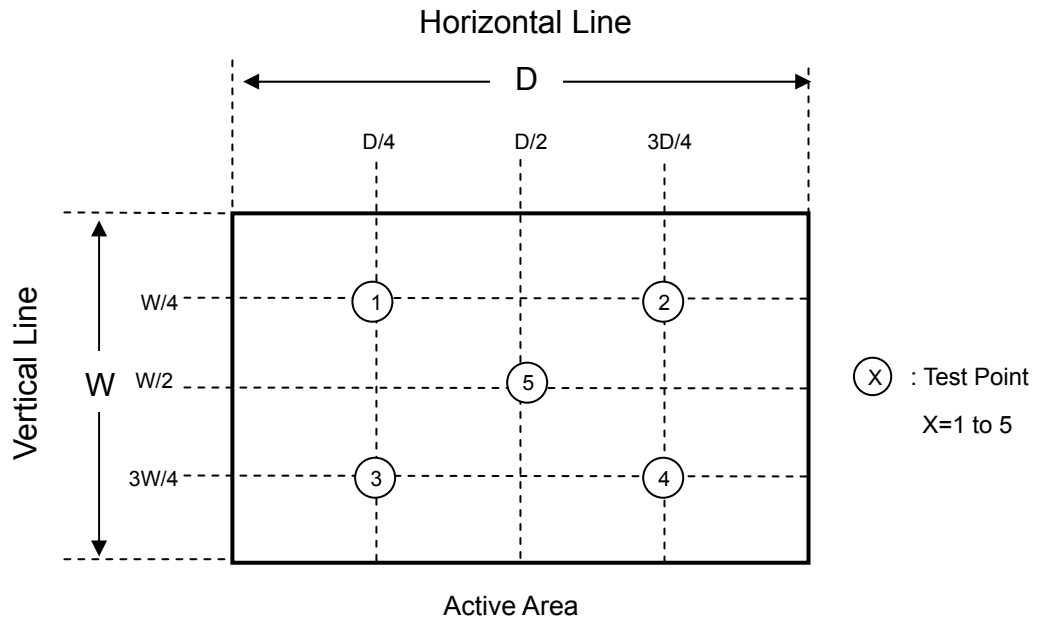 Horizontal Line
D
D/4 D/2 3D/4
Vertical Line
W
W/4
1 2
W/2
5
X : Test Point
X=1 to 5
3W/4
3 4
Active Area